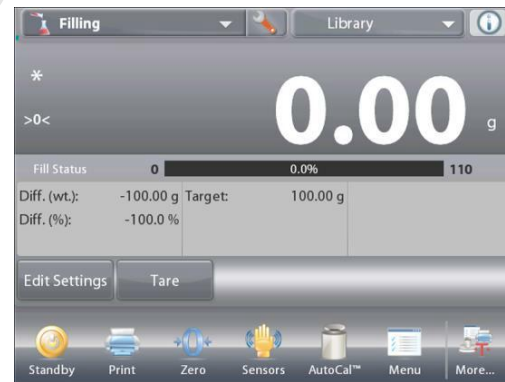 Filling Library
*
>0<
0.00 g
Fill Status 0 0.0% 110
Diff. (wt.): -100.00 g Target: 100.00 g
Diff. (%): -100.0 %
Edit Settings Tare
Standby Print Zero Sensors AutoCal™ Menu More...